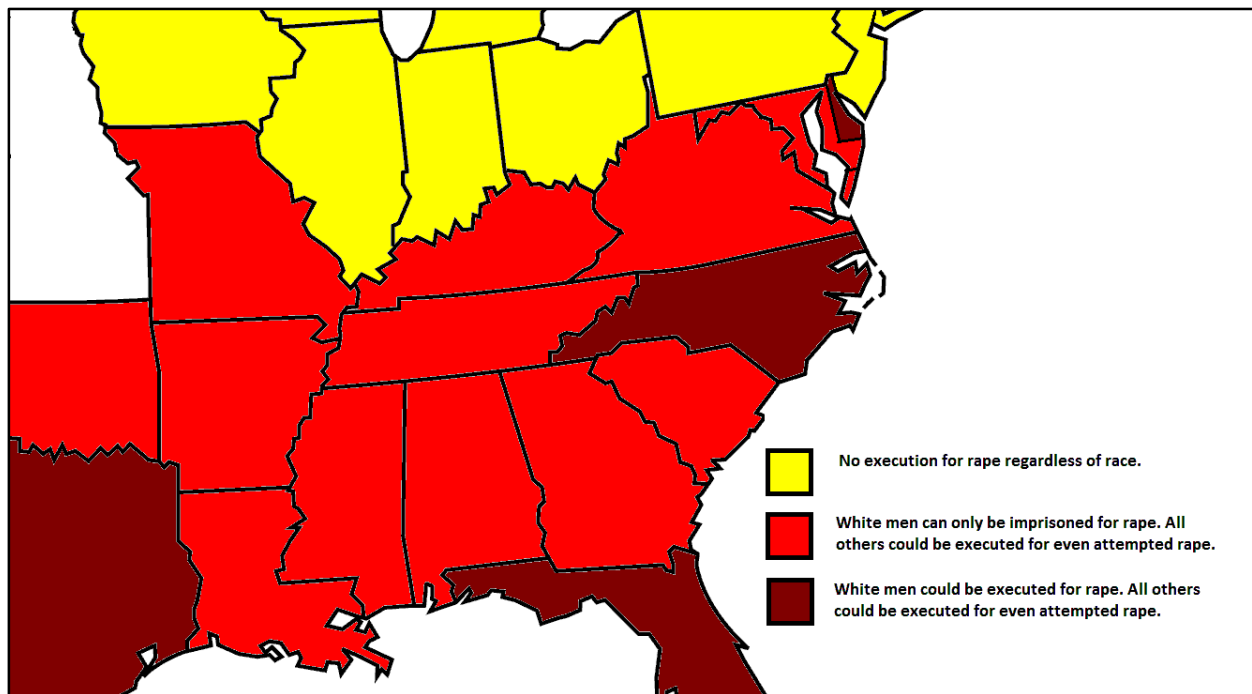 No execution for rape regardless of race.
White men can only be imprisoned for rape. All
others could be executed for even attempted rape.
White men could be executed for rape. All others
could be executed for even attempted rape.